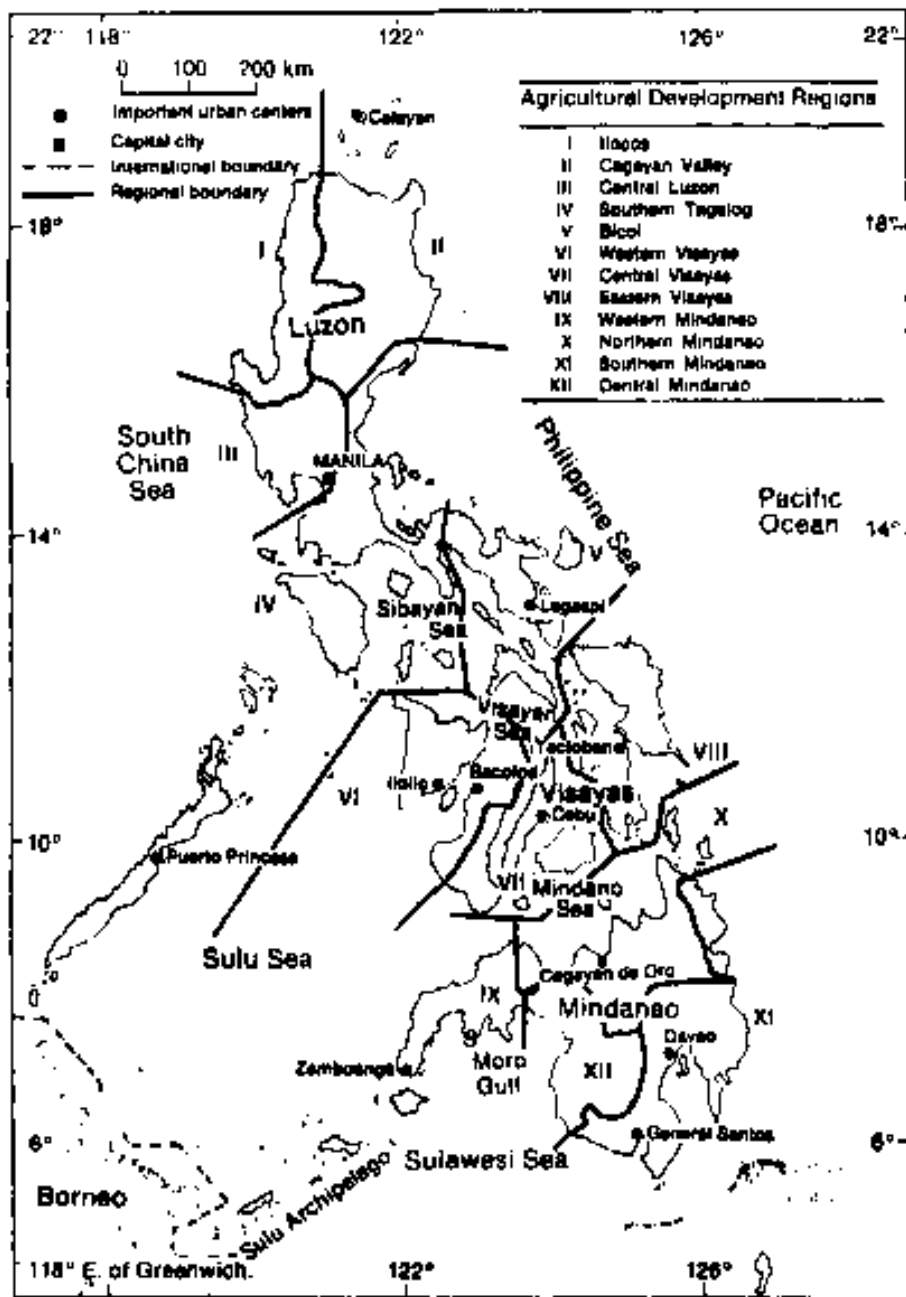 22° 118° 122° 126° 22°
0 100 200 km
Important urban centers
Capital city
International boundary
Regional boundary
Agricultural Development Regions
I Ilocos
II Cagayan Valley
III Central Luzon
IV Southern Tagalog
V Bicol
VI Western Visayas
VII Central Visayas
VIII Eastern Visayas
IX Western Mindanao
X Northern Mindanao
XI Southern Mindanao
XII Central Mindanao
Calayan
18° 18°
I
II
Luzon
South
China
Sea
III
MANILA
Philippine Sea
Pacific
Ocean
14° 14°
V
IV
Legaspi
Sibayan
Sea
Visayan
Sea
Tacloban
VIII
VI
Iloilo
Bacolod
Visayas
Cebu
X
10° 10°
Puerto Princesa
VII
Mindano
Sea
Sulu Sea
Cagayan de Oro
IX
Mindanao
XI
Davao
Zamboanga
Moro
Gulf
XII
6° 6°
General Santos
Sulawesi Sea
Borneo
Sulu Archipelago
118° E. of Greenwich.
122° 126°